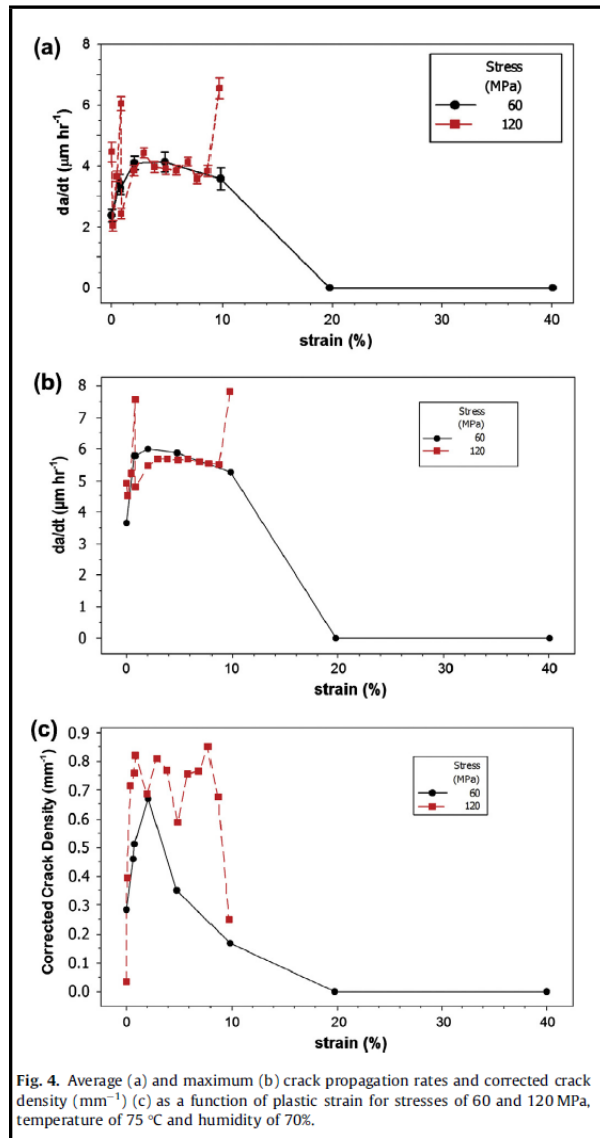 (a)
Stress
(MPa)
60
120
8
6
4
2
0
da/dt (µm hr⁻¹)
0 10 20 30 40
strain (%)
(b)
Stress
(MPa)
60
120
8
7
6
5
4
3
2
1
0
da/dt (µm hr⁻¹)
0 10 20 30 40
strain (%)
(c)
Stress
(MPa)
60
120
0.9
0.8
0.7
0.6
0.5
0.4
0.3
0.2
0.1
0.0
Corrected Crack Density (mm⁻¹)
0 10 20 30 40
strain (%)
Fig. 4. Average (a) and maximum (b) crack propagation rates and corrected crack
density (mm⁻¹) (c) as a function of plastic strain for stresses of 60 and 120 MPa,
temperature of 75 °C and humidity of 70%.